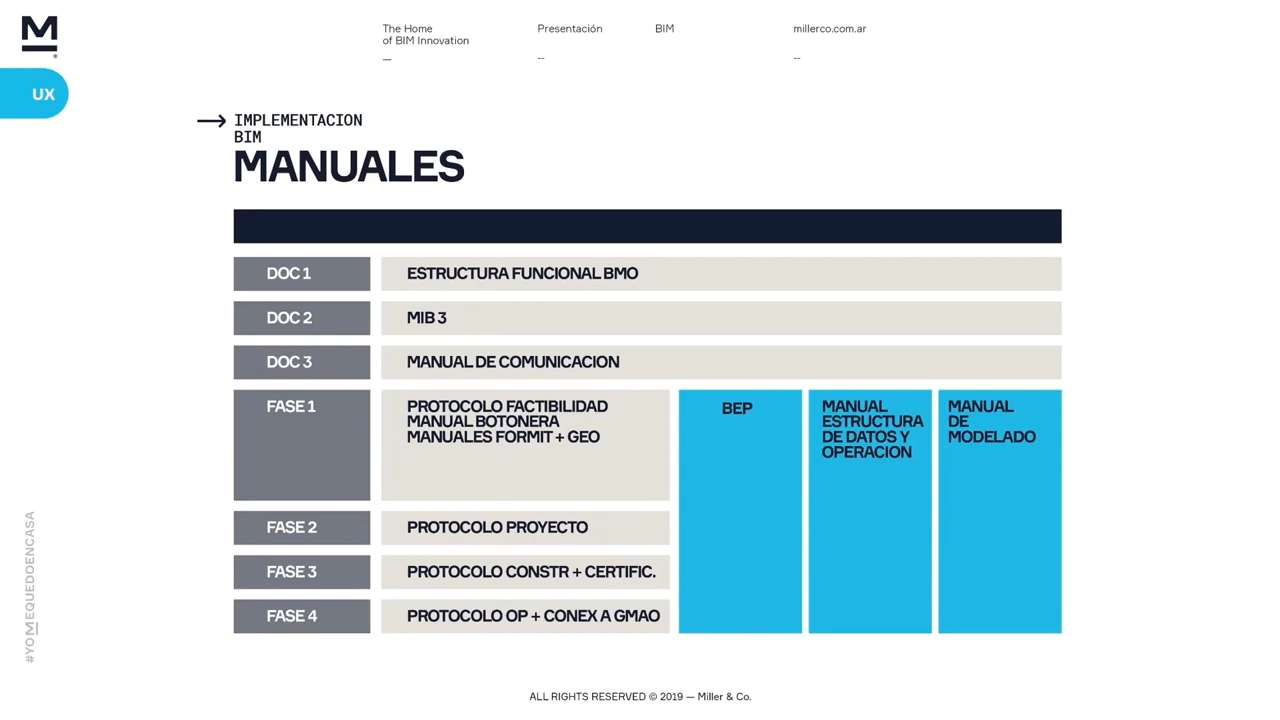 M
The Home
of BIM Innovation
—
Presentación
--
BIM
millerco.com.ar
--
UX
IMPLEMENTACION
BIM
MANUALES
DOC 1
ESTRUCTURA FUNCIONAL BMO
DOC 2
MIB 3
DOC 3
MANUAL DE COMUNICACION
FASE 1
PROTOCOLO FACTIBILIDAD
MANUAL BOTONERA
MANUALES FORMIT + GEO
BEP
MANUAL
ESTRUCTURA
DE DATOS Y
OPERACION
MANUAL
DE
MODELADO
FASE 2
PROTOCOLO PROYECTO
FASE 3
PROTOCOLO CONSTR + CERTIFIC.
FASE 4
PROTOCOLO OP + CONEX A GMAO
#YOMEQUEDOENCASA
ALL RIGHTS RESERVED © 2019 — Miller & Co.